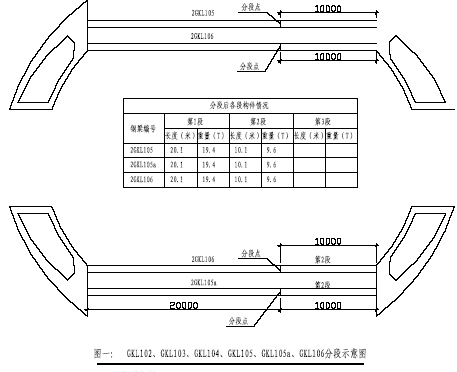 分段点
10000
2GKL105
2GKL106
分段点
10000
分段后各段构件情况
钢梁编号 第1段 第2段 第3段
长度(米) 重量(T) 长度(米) 重量(T) 长度(米) 重量(T)
2GKL105 20.1 19.4 10.1 9.6
2GKL105a 20.1 19.4 10.1 9.6
2GKL106 20.1 19.4 10.1 9.6
10000
2GKL106 分段点 第2段
2GKL105a 第2段
20000 10000
分段点
图一: GKL102、GKL103、GKL104、GKL105、GKL105a、GKL106分段示意图